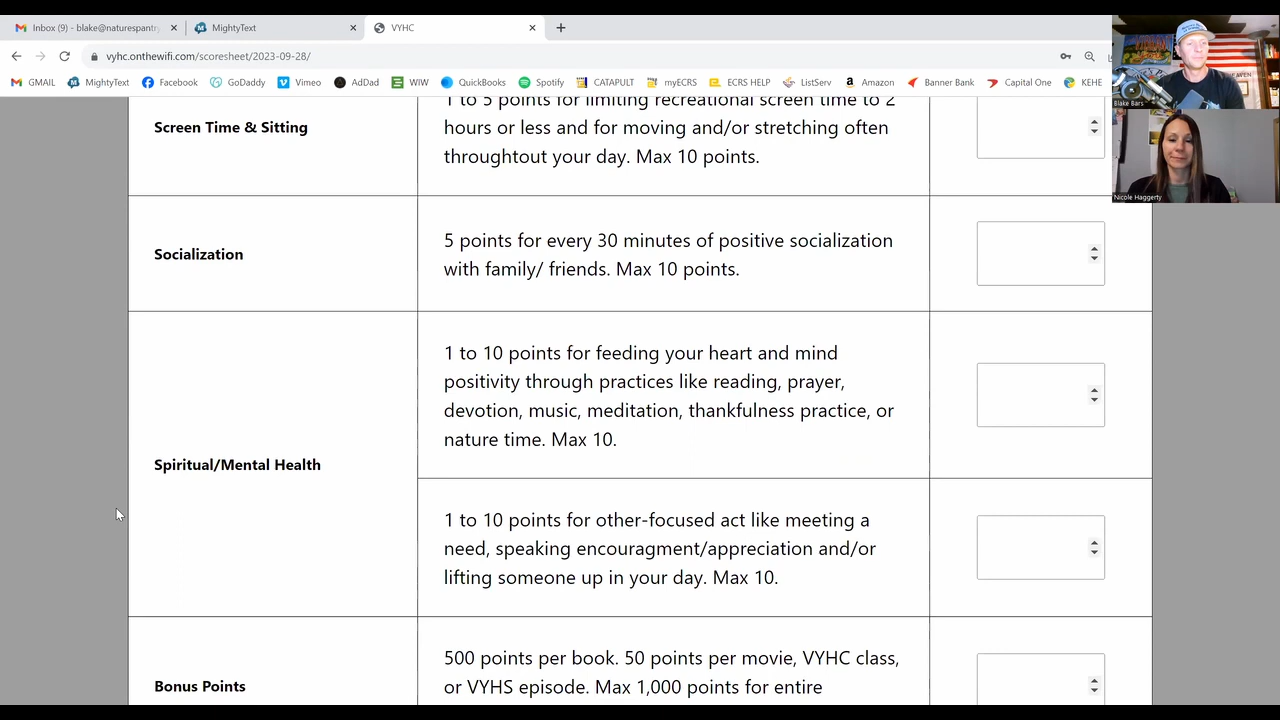 Inbox (9) - blake@naturespantr
MightyText
VYHC
vyhc.onthewifi.com/scoresheet/2023-09-28/
GMAIL
MightyText
Facebook
GoDaddy
Vimeo
AdDad
WIW
QuickBooks
Spotify
CATAPULT
myECRS
ECRS HELP
ListServ
Amazon
Banner Bank
Capital One
KEHE
Blake Bars
Nicole Haggerty
Screen Time & Sitting
1 to 5 points for limiting recreational screen time to 2
hours or less and for moving and/or stretching often
throughtout your day. Max 10 points.
Socialization
5 points for every 30 minutes of positive socialization
with family/ friends. Max 10 points.
Spiritual/Mental Health
1 to 10 points for feeding your heart and mind
positivity through practices like reading, prayer,
devotion, music, meditation, thankfulness practice, or
nature time. Max 10.
1 to 10 points for other-focused act like meeting a
need, speaking encouragment/appreciation and/or
lifting someone up in your day. Max 10.
Bonus Points
500 points per book. 50 points per movie, VYHC class,
or VYHS episode. Max 1,000 points for entire